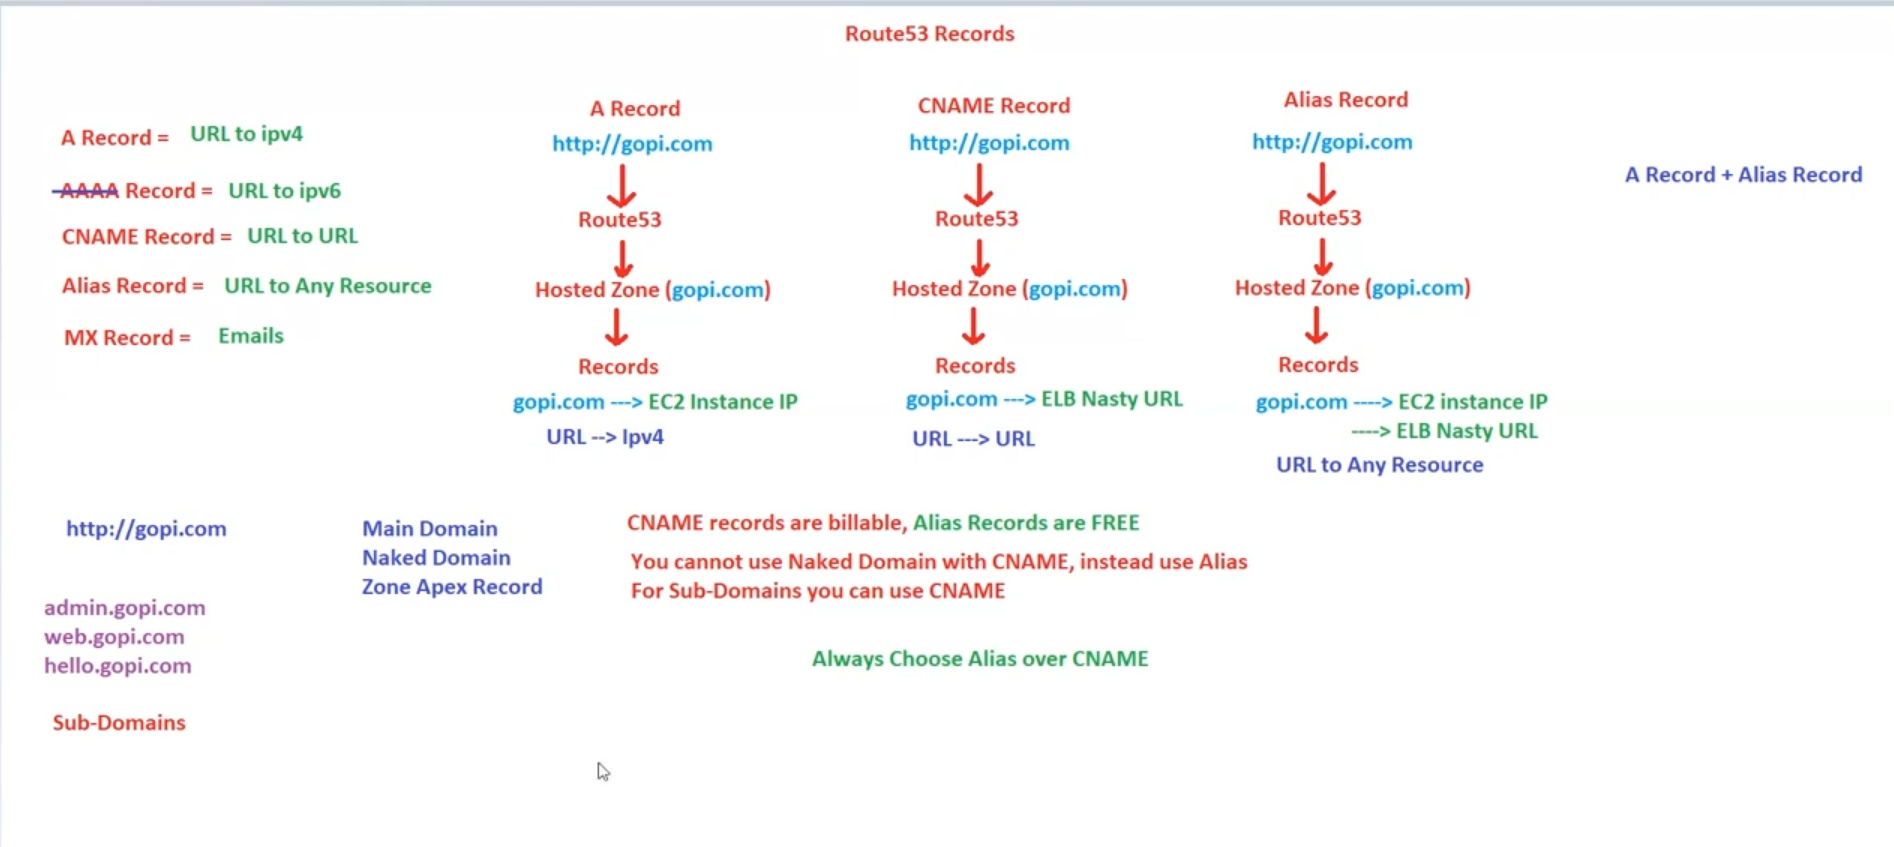 Route53 Records
A Record = URL to ipv4
AAAA Record = URL to ipv6
CNAME Record = URL to URL
Alias Record = URL to Any Resource
MX Record = Emails
A Record
http://gopi.com
Route53
Hosted Zone (gopi.com)
Records
gopi.com ---> EC2 Instance IP
URL --> Ipv4
CNAME Record
http://gopi.com
Route53
Hosted Zone (gopi.com)
Records
gopi.com ---> ELB Nasty URL
URL ---> URL
Alias Record
http://gopi.com
Route53
Hosted Zone (gopi.com)
Records
gopi.com ----> EC2 instance IP
----> ELB Nasty URL
URL to Any Resource
A Record + Alias Record
http://gopi.com
Main Domain
Naked Domain
Zone Apex Record
admin.gopi.com
web.gopi.com
hello.gopi.com
Sub-Domains
CNAME records are billable, Alias Records are FREE
You cannot use Naked Domain with CNAME, instead use Alias
For Sub-Domains you can use CNAME
Always Choose Alias over CNAME